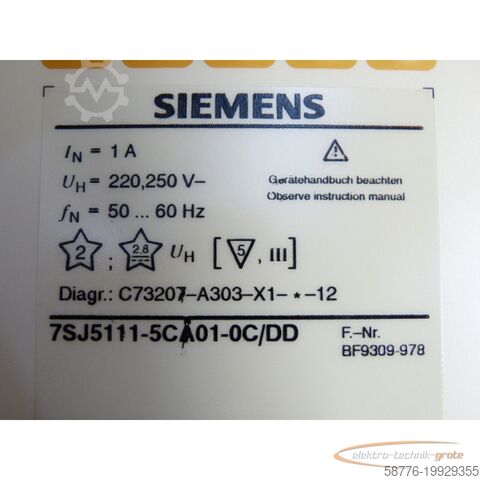 SIEMENS
I_N = 1 A
U_H = 220,250 V–
f_N = 50 ... 60 Hz
Gerätehandbuch beachten
Observe instruction manual
2 ; 2,8 U_H [ 5 , III ]
Diagr.: C73207-A303-X1-*-12
7SJ5111-5CA01-0C/DD
F.-Nr.
BF9309-978
elektro-technik-grote
58776-19929355